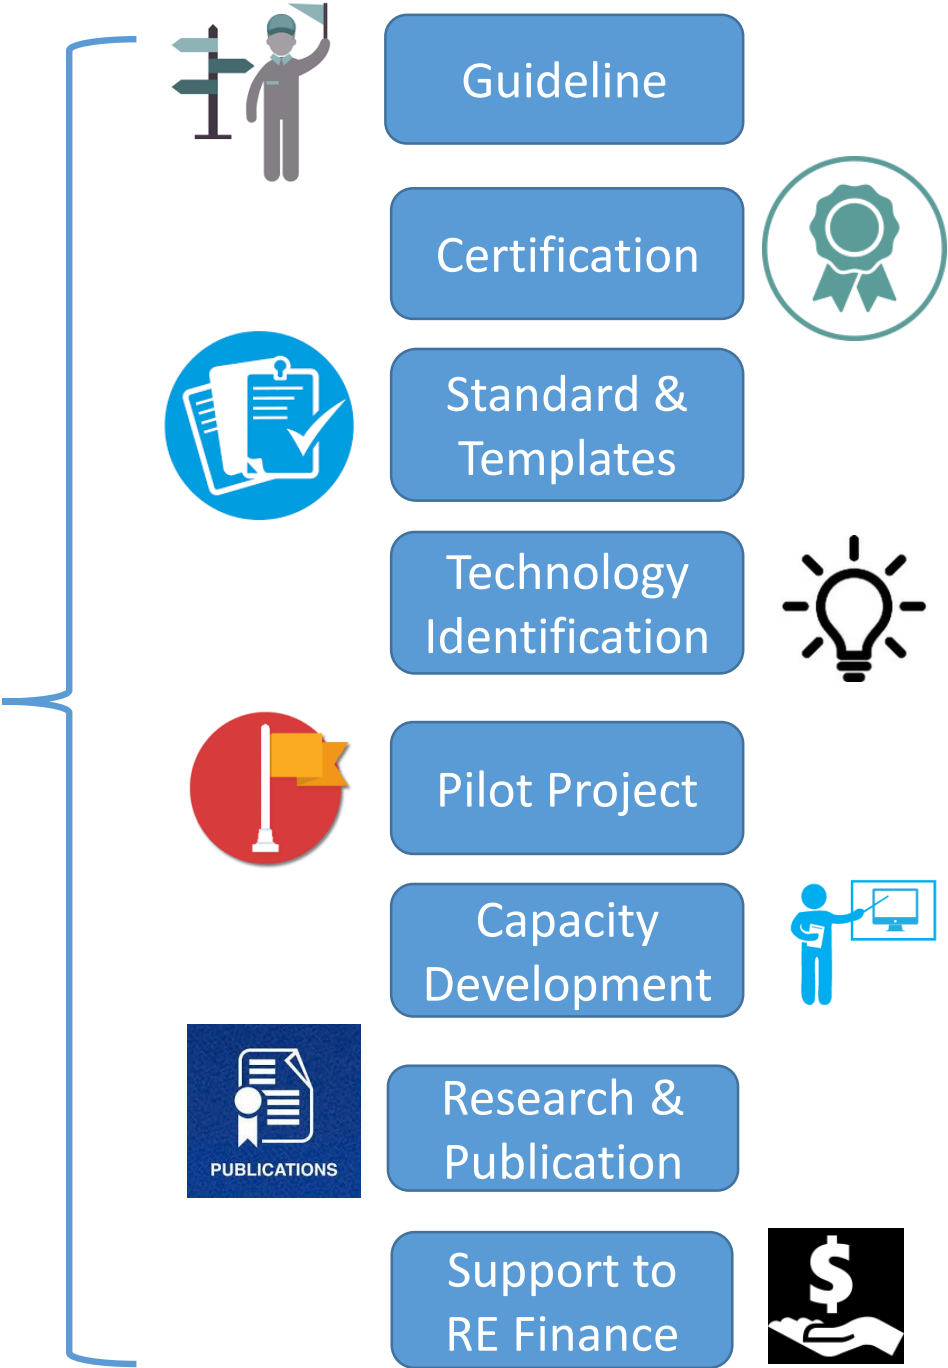 Guideline
Certification
Standard &
Templates
Technology
Identification
Pilot Project
Capacity
Development
PUBLICATIONS
Research &
Publication
Support to
RE Finance
$